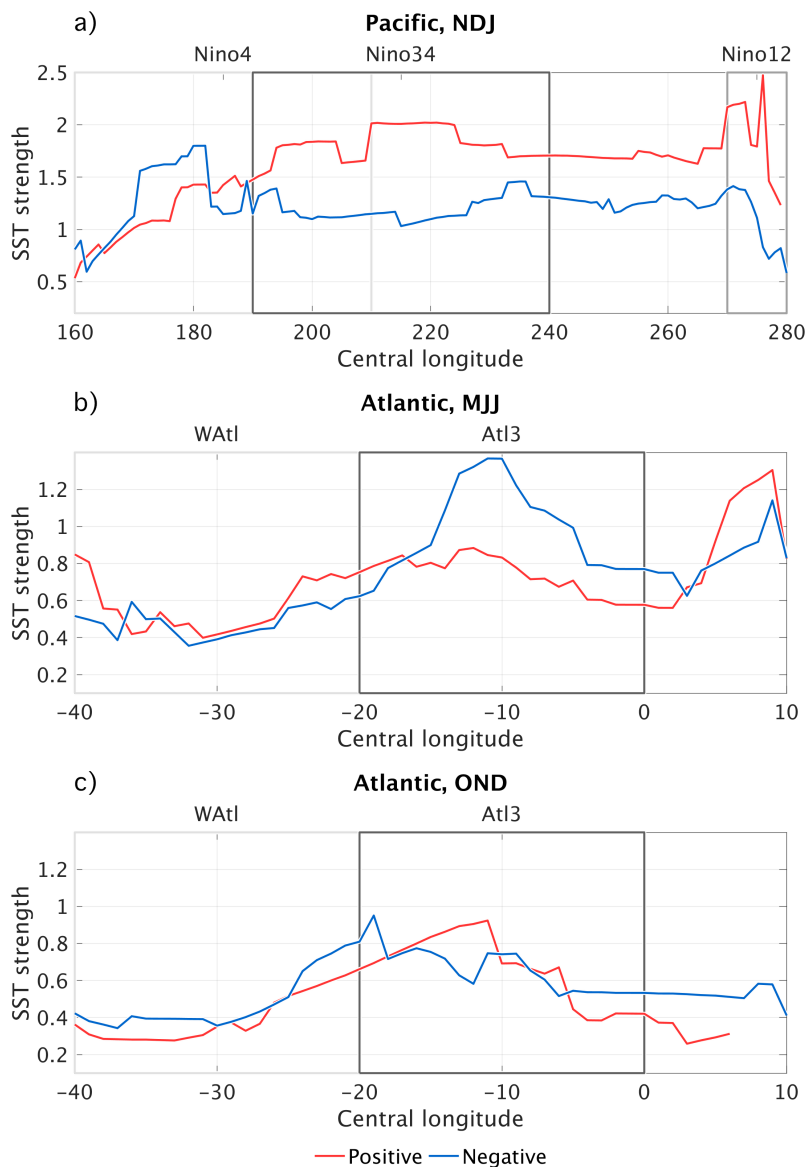 a) Pacific, NDJ
Nino4 Nino34 Nino12
2.5
2
1.5
1
0.5
SST strength
160 180 200 220 240 260 280
Central longitude
b) Atlantic, MJJ
WAtl Atl3
1.2
1
0.8
0.6
0.4
0.2
SST strength
−40 −30 −20 −10 0 10
Central longitude
c) Atlantic, OND
WAtl Atl3
1.2
1
0.8
0.6
0.4
0.2
SST strength
−40 −30 −20 −10 0 10
Central longitude
Positive Negative